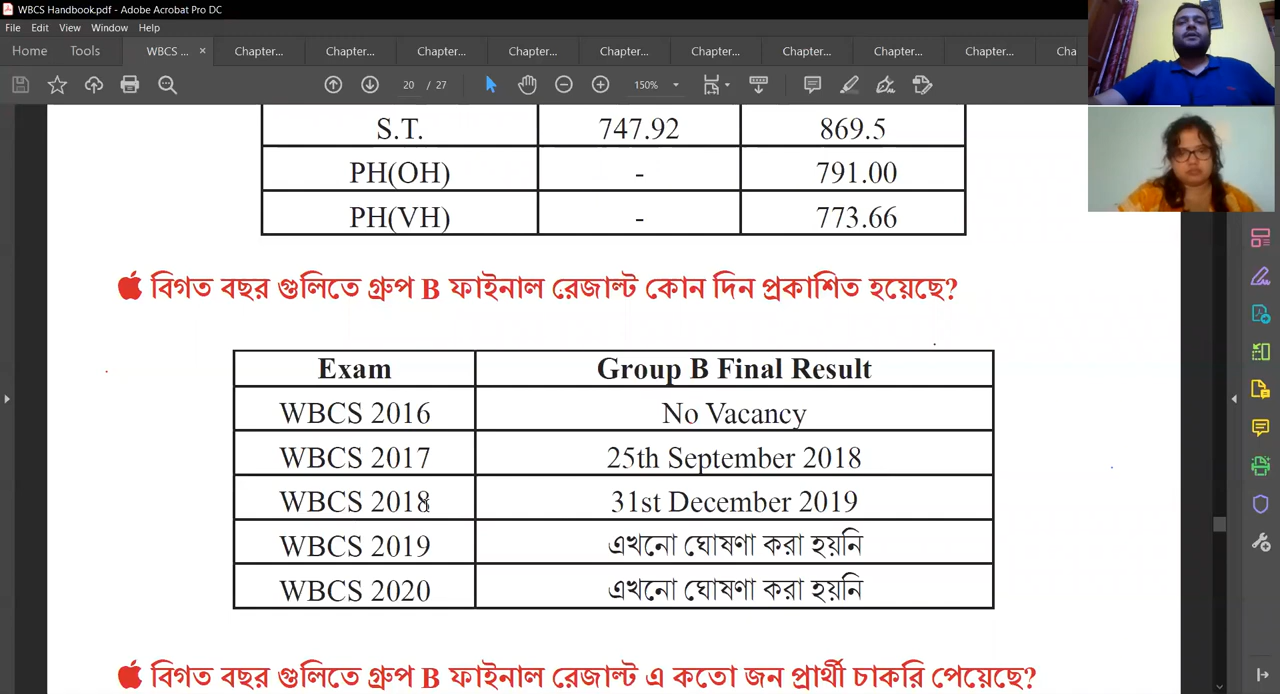 WBCS Handbook.pdf - Adobe Acrobat Pro DC
File Edit View Window Help
Home Tools WBCS ... × Chapter... Chapter... Chapter... Chapter... Chapter... Chapter... Chapter... Chapter... Chapter... Cha
20 / 27 150%
S.T. 747.92 869.5
PH(OH) - 791.00
PH(VH) - 773.66
বিগত বছর গুলিতে গ্রুপ B ফাইনাল রেজাল্ট কোন দিন প্রকাশিত হয়েছে?
Exam Group B Final Result
WBCS 2016 No Vacancy
WBCS 2017 25th September 2018
WBCS 2018 31st December 2019
WBCS 2019 এখনো ঘোষণা করা হয়নি
WBCS 2020 এখনো ঘোষণা করা হয়নি
বিগত বছর গুলিতে গ্রুপ B ফাইনাল রেজাল্ট এ কতো জন প্রার্থী চাকরি পেয়েছে?